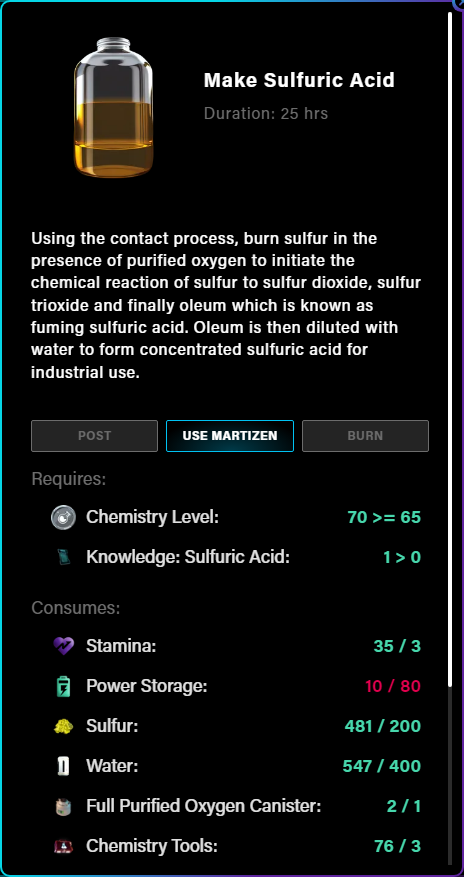 Make Sulfuric Acid
Duration: 25 hrs
Using the contact process, burn sulfur in the
presence of purified oxygen to initiate the
chemical reaction of sulfur to sulfur dioxide, sulfur
trioxide and finally oleum which is known as
fuming sulfuric acid. Oleum is then diluted with
water to form concentrated sulfuric acid for
industrial use.
POST USE MARTIZEN BURN
Requires:
Chemistry Level: 70 >= 65
Knowledge: Sulfuric Acid: 1 > 0
Consumes:
Stamina: 35 / 3
Power Storage: 10 / 80
Sulfur: 481 / 200
Water: 547 / 400
Full Purified Oxygen Canister: 2 / 1
Chemistry Tools: 76 / 3